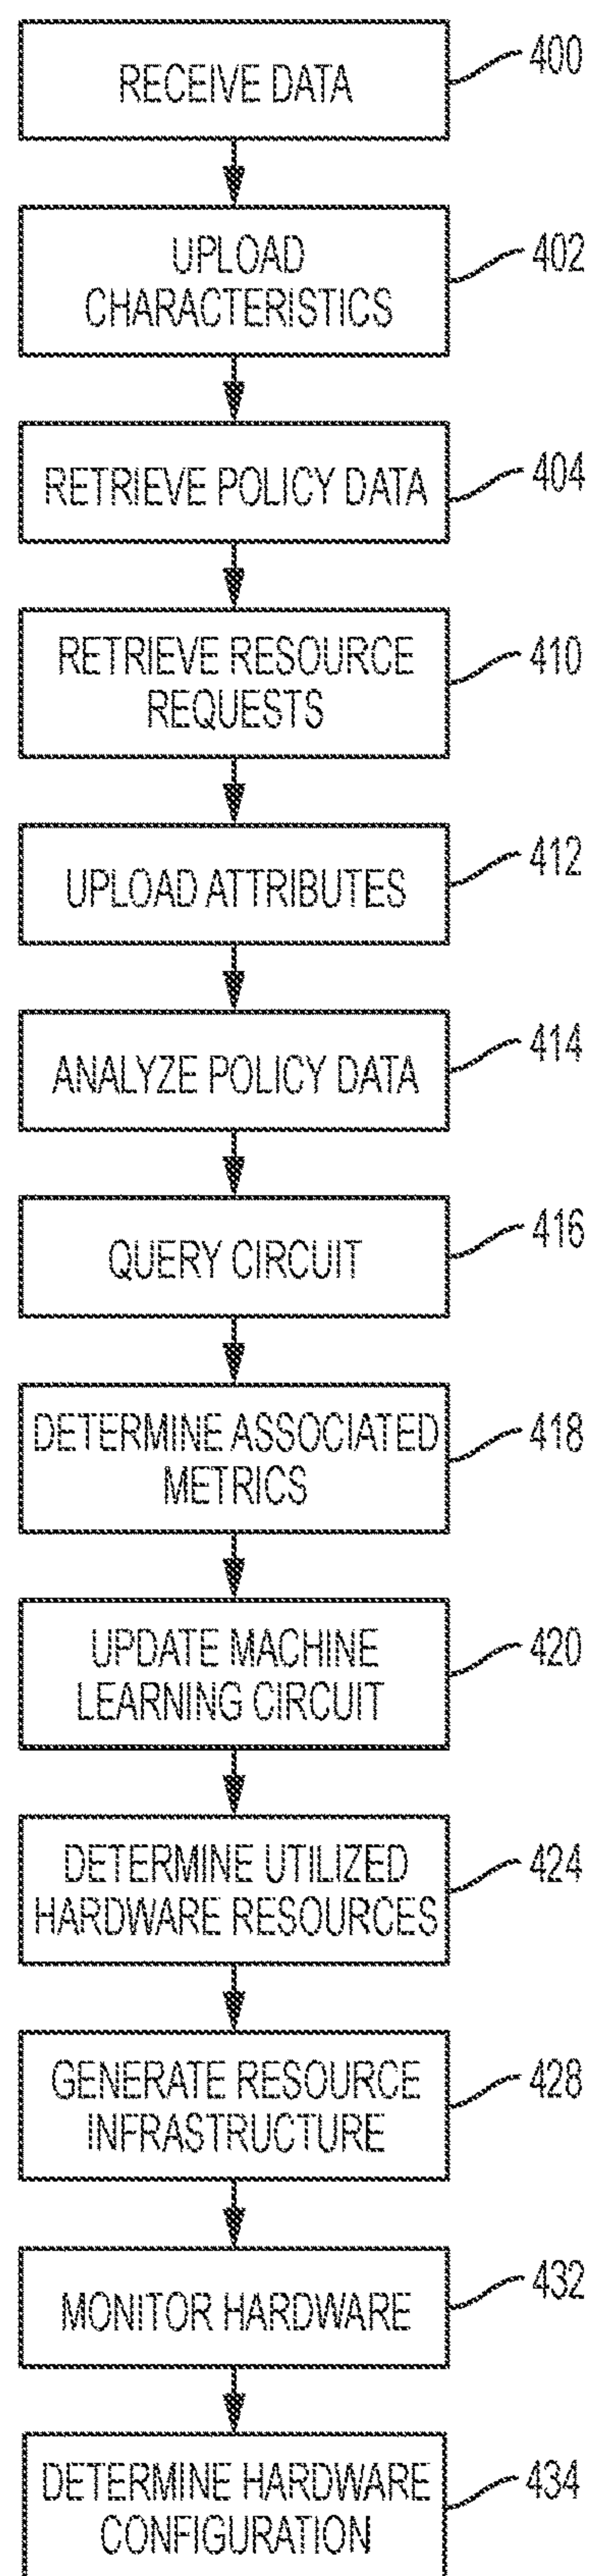 RECEIVE DATA
400
UPLOAD
CHARACTERISTICS
402
RETRIEVE POLICY DATA
404
RETRIEVE RESOURCE
REQUESTS
410
UPLOAD ATTRIBUTES
412
ANALYZE POLICY DATA
414
QUERY CIRCUIT
416
DETERMINE ASSOCIATED
METRICS
418
UPDATE MACHINE
LEARNING CIRCUIT
420
DETERMINE UTILIZED
HARDWARE RESOURCES
424
GENERATE RESOURCE
INFRASTRUCTURE
428
MONITOR HARDWARE
432
DETERMINE HARDWARE
CONFIGURATION
434